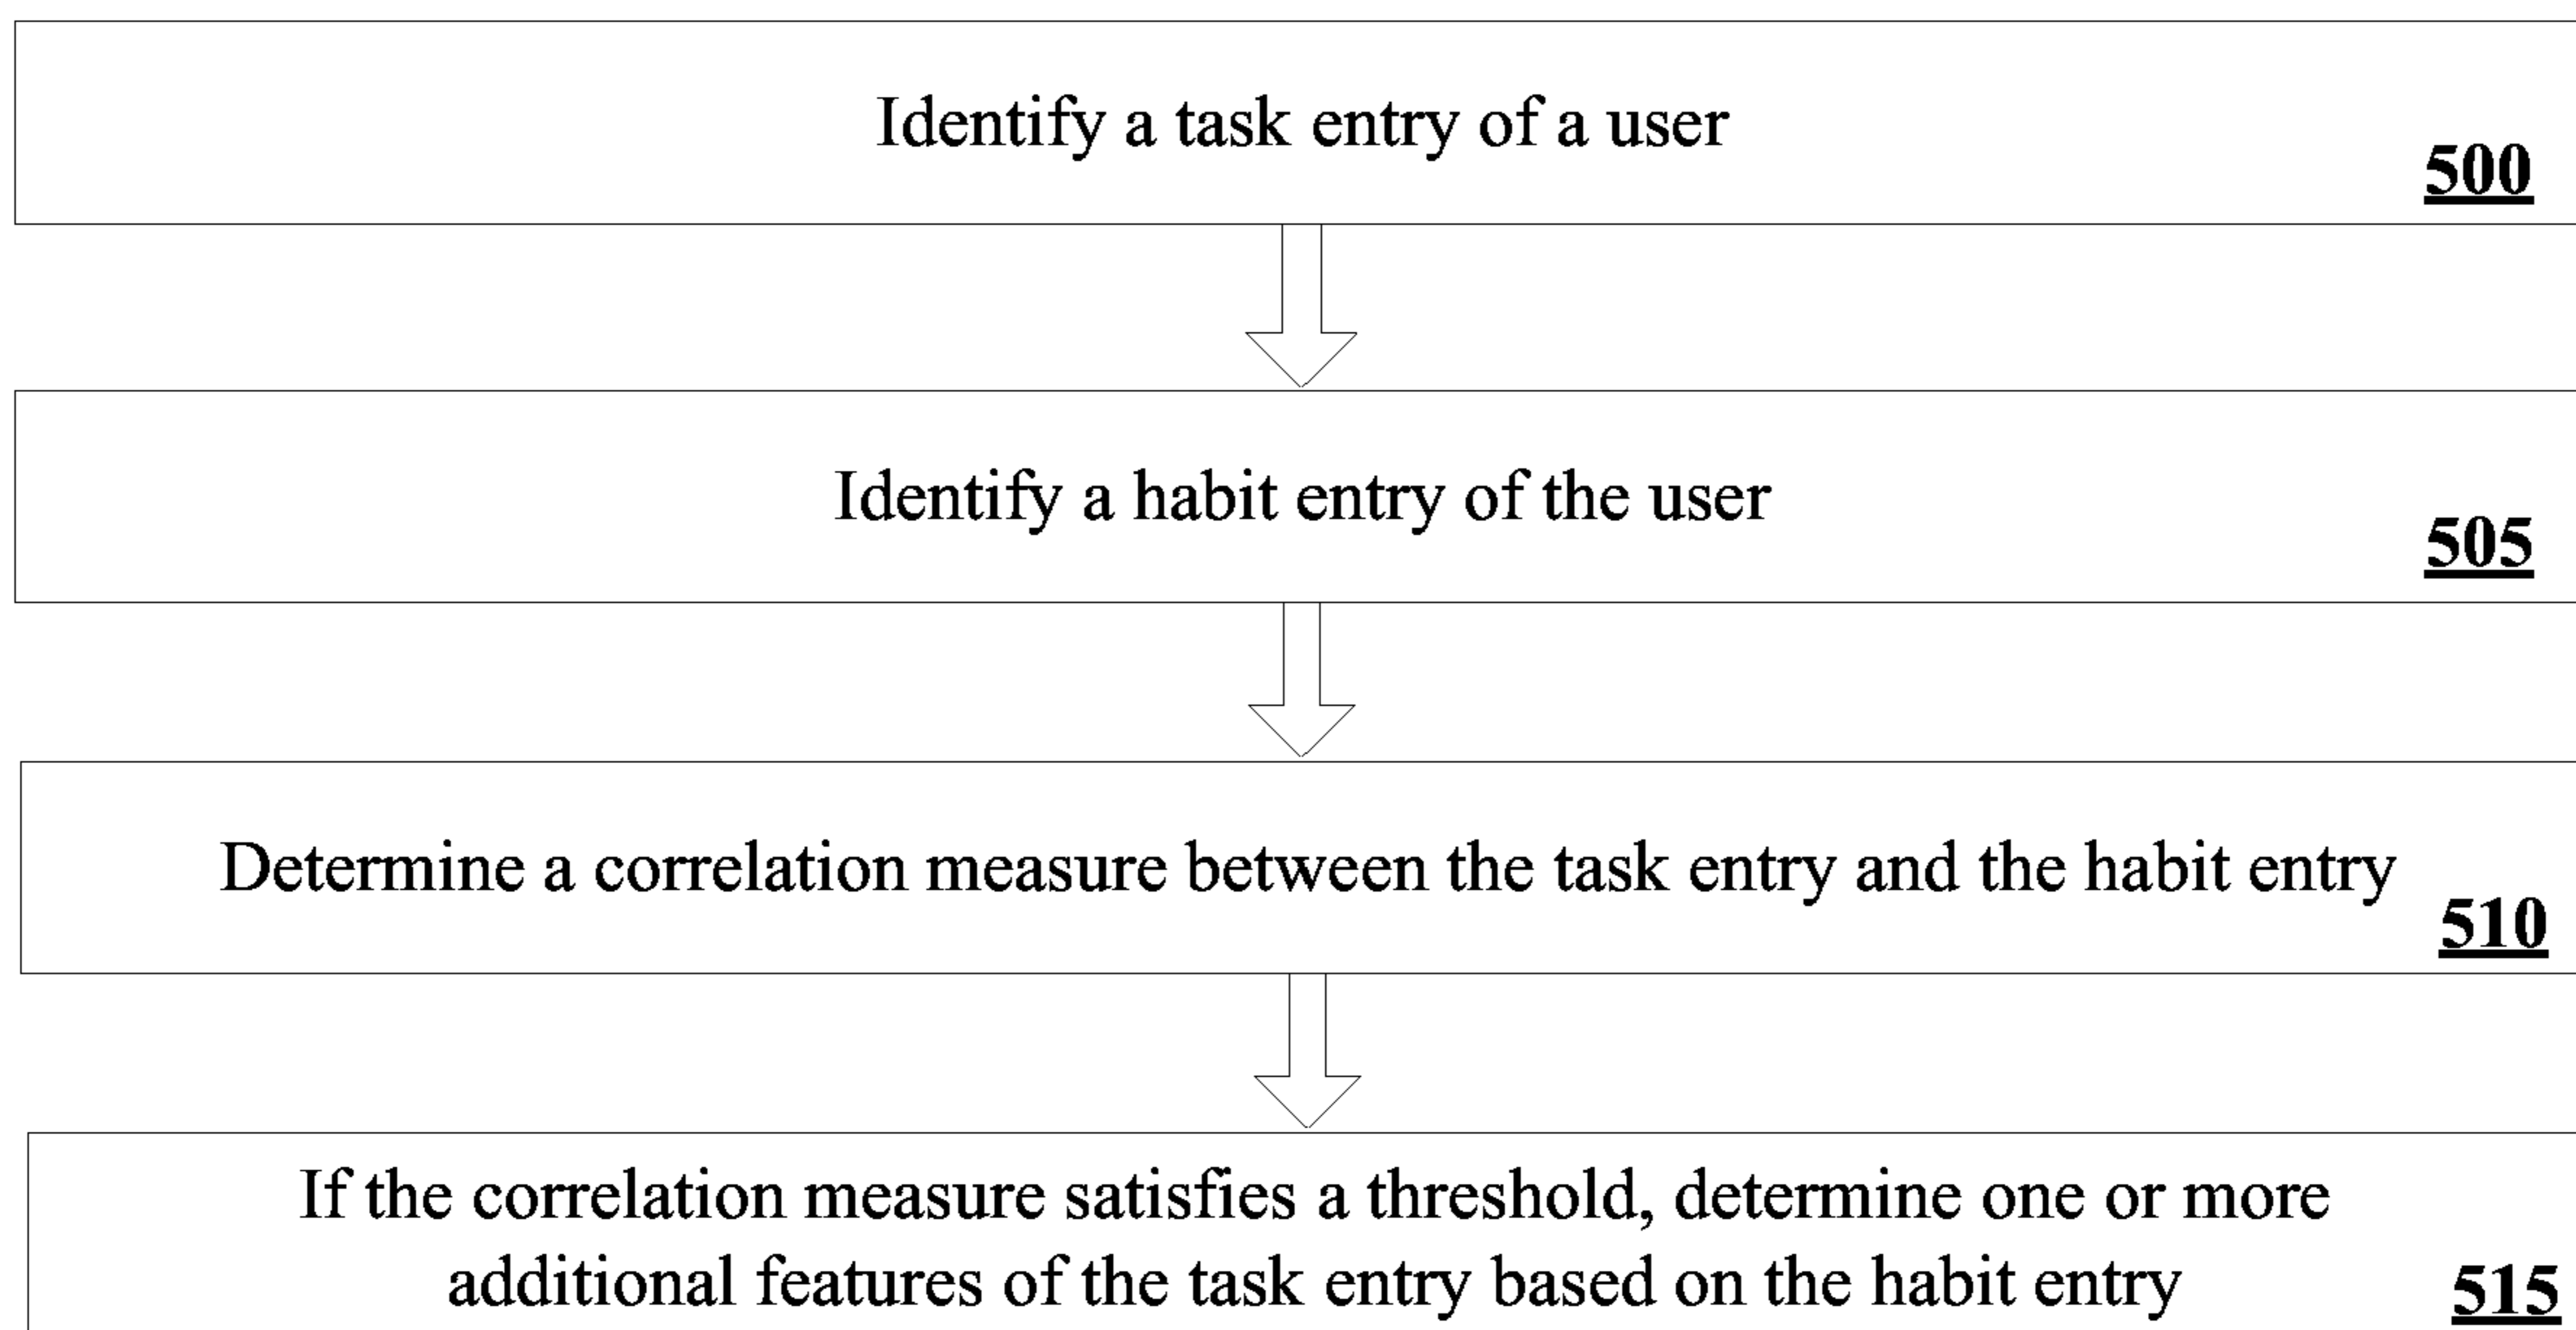 Identify a task entry of a user
500
Identify a habit entry of the user
505
Determine a correlation measure between the task entry and the habit entry
510
If the correlation measure satisfies a threshold, determine one or more
additional features of the task entry based on the habit entry
515